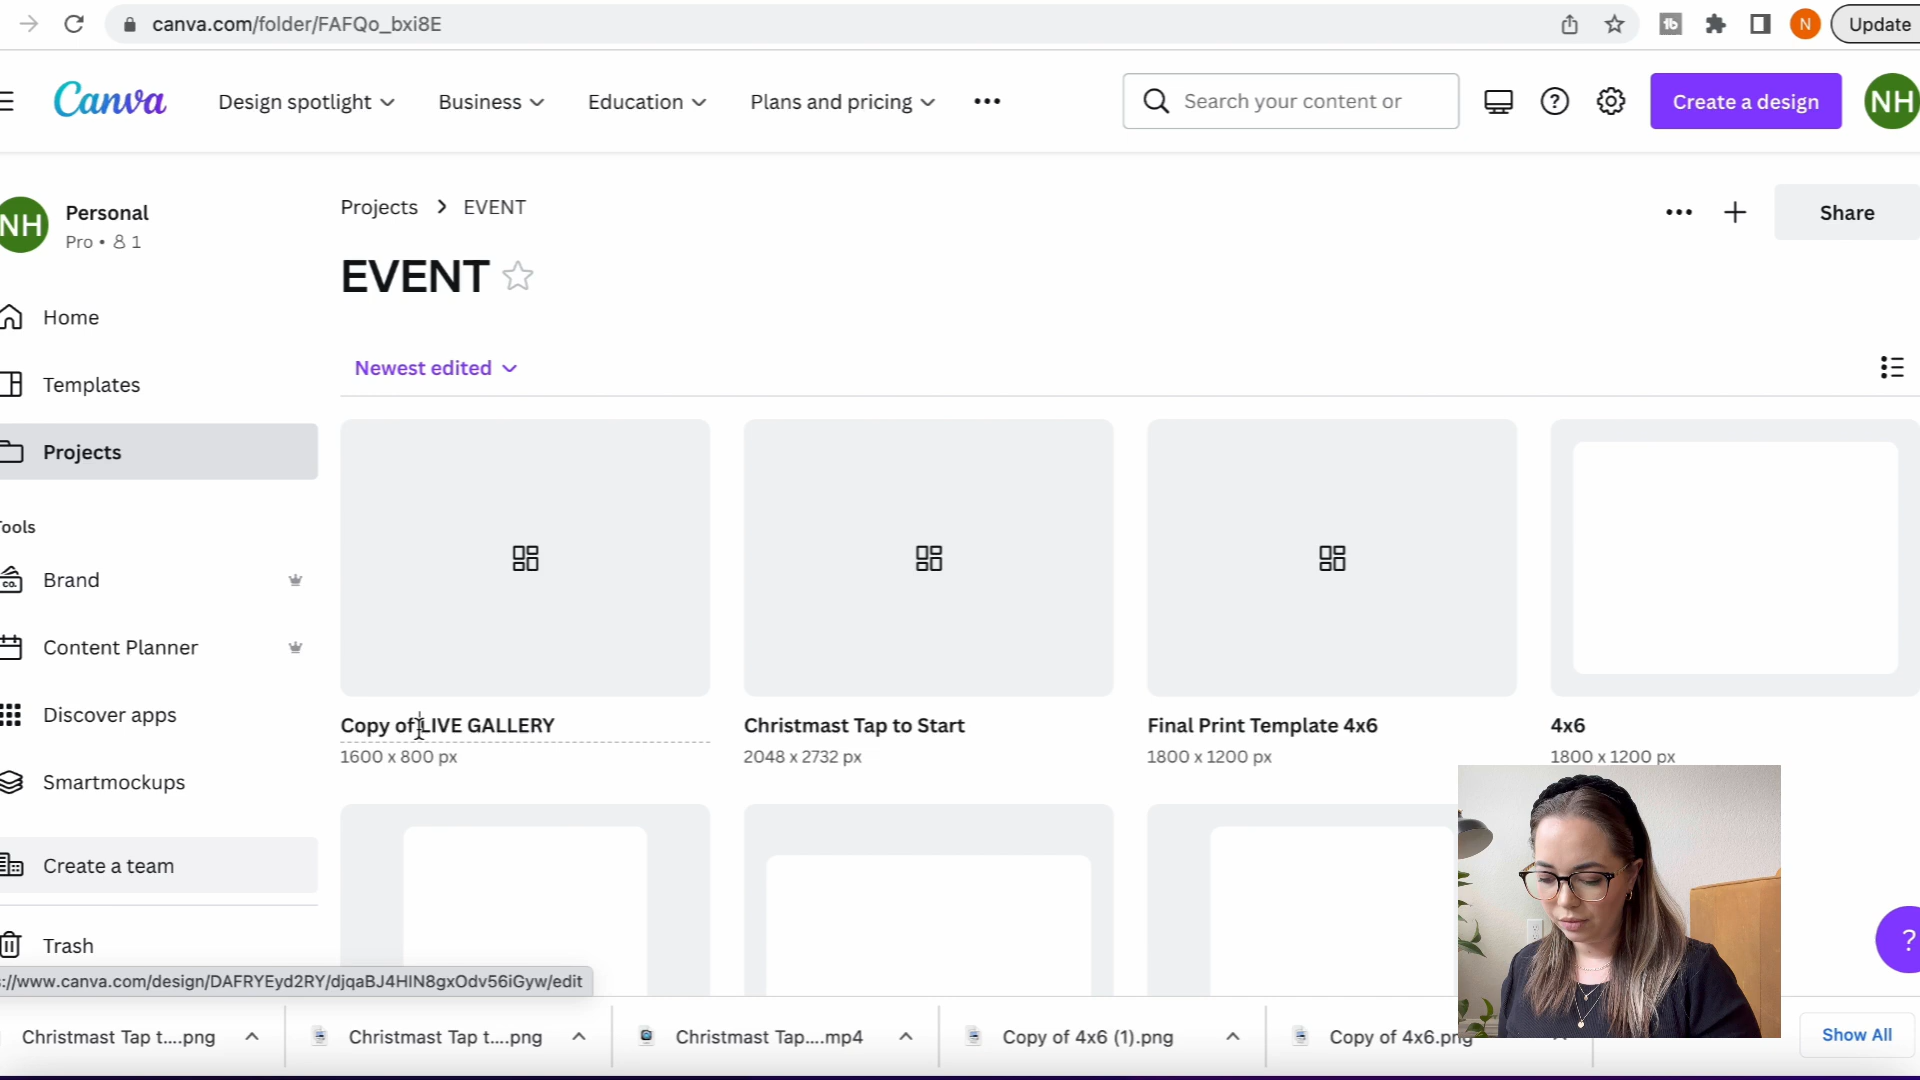 canva.com/folder/FAFQo_bxi8E
N
Update
Canva
Design spotlight
Business
Education
Plans and pricing
Search your content or
Create a design
NH
NH
Personal
Pro • 1
Projects > EVENT
Share
EVENT
Home
Templates
Newest edited
Projects
Tools
Brand
Content Planner
Discover apps
Smartmockups
Create a team
Trash
Copy of LIVE GALLERY
1600 x 800 px
Christmast Tap to Start
2048 x 2732 px
Final Print Template 4x6
1800 x 1200 px
4x6
1800 x 1200 px
?
://www.canva.com/design/DAFRYEyd2RY/djqaBJ4HIN8gxOdv56iGyw/edit
Christmast Tap t....png
Christmast Tap t....png
Christmast Tap....mp4
Copy of 4x6 (1).png
Copy of 4x6.png
Show All